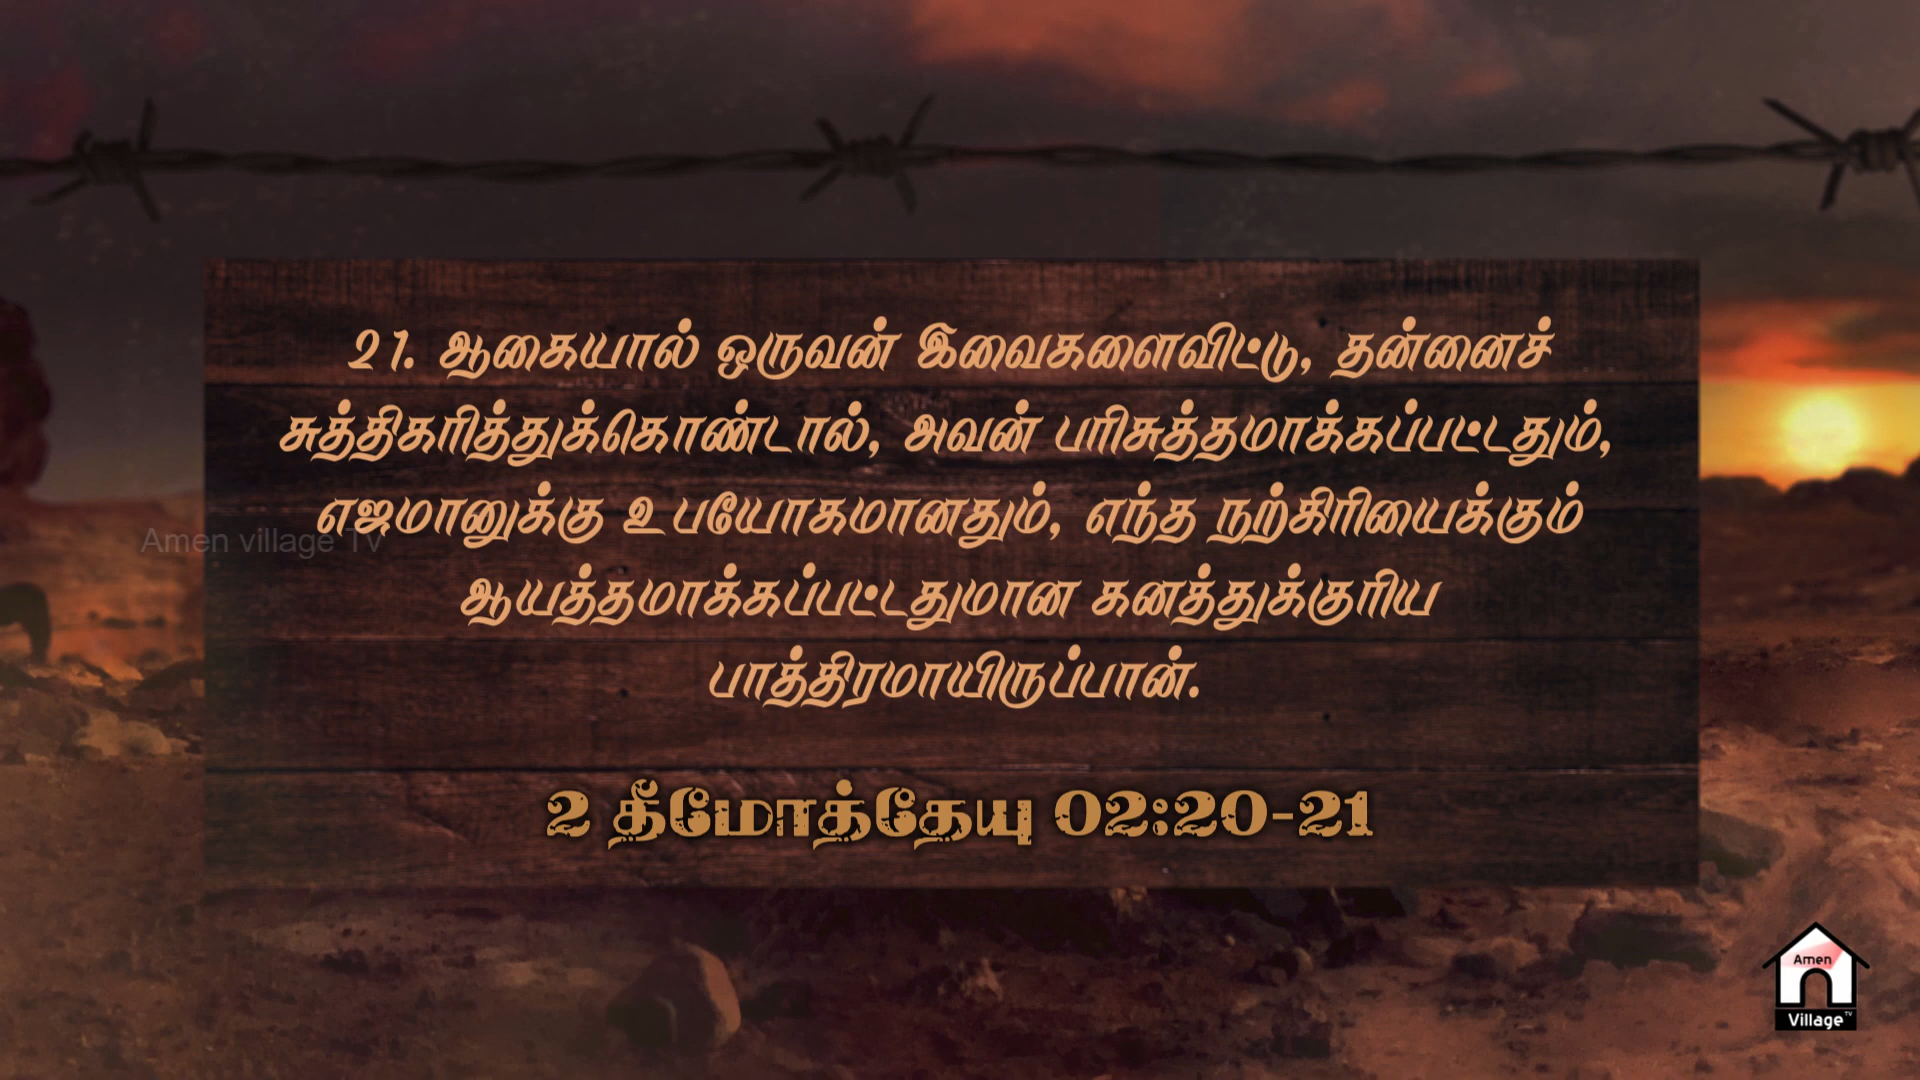 21. ஆகையால் ஒருவன் இவைகளைவிட்டு, தன்னைச்
சுத்திகரித்துக்கொண்டால், அவன் பரிசுத்தமாக்கப்பட்டதும்,
எஜமானுக்கு உபயோகமானதும், எந்த நற்கிரியைக்கும்
ஆயத்தமாக்கப்பட்டதுமான கனத்துக்குரிய
பாத்திரமாயிருப்பான்.
2 தீமோத்தேயு 02:20-21
Amen village Tv
Amen
Village TV